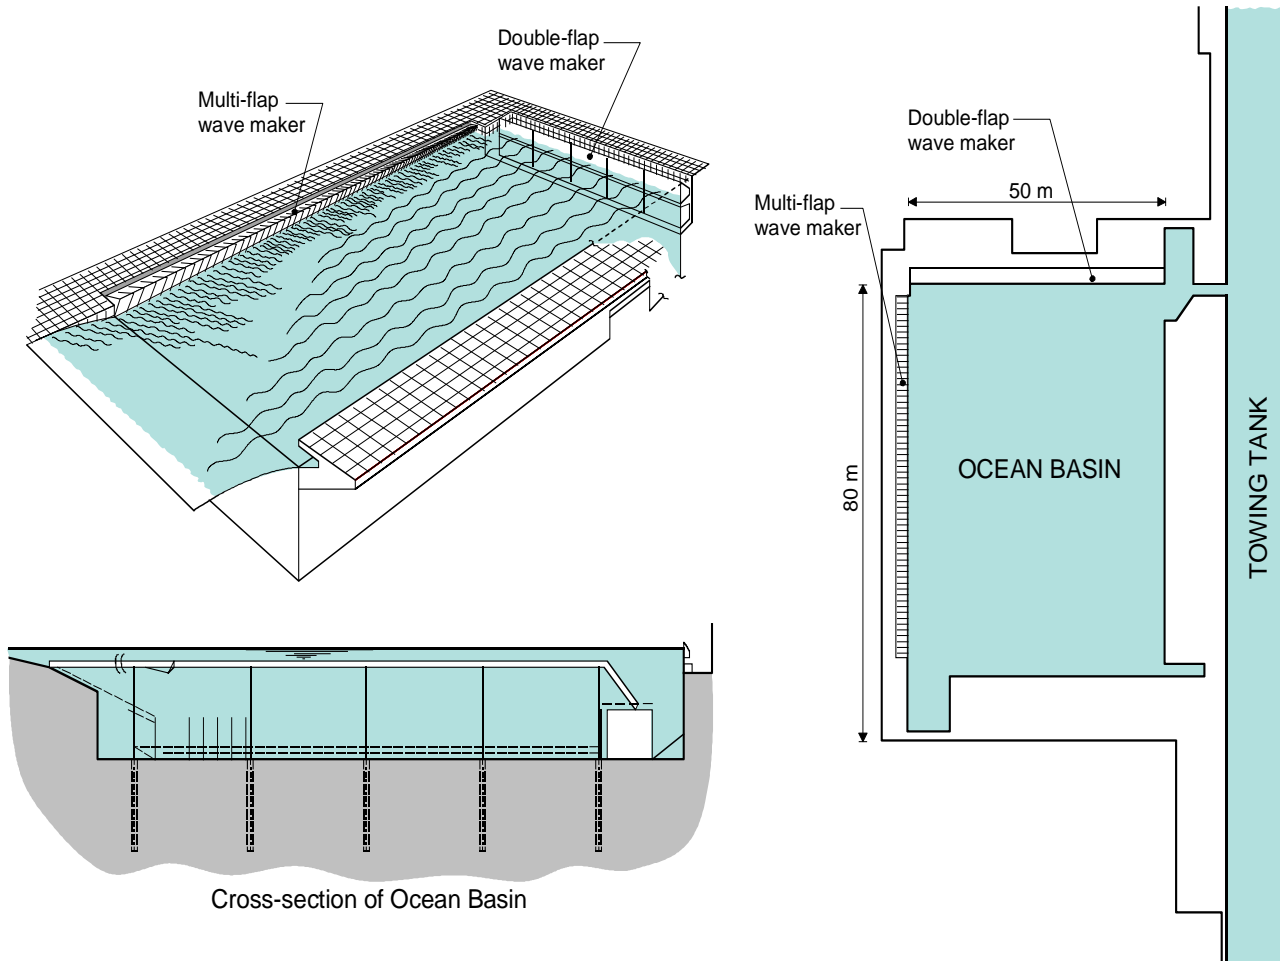 Double-flap
wave maker
Multi-flap
wave maker
Double-flap
wave maker
50 m
Multi-flap
wave maker
80 m
OCEAN BASIN
TOWING TANK
Cross-section of Ocean Basin